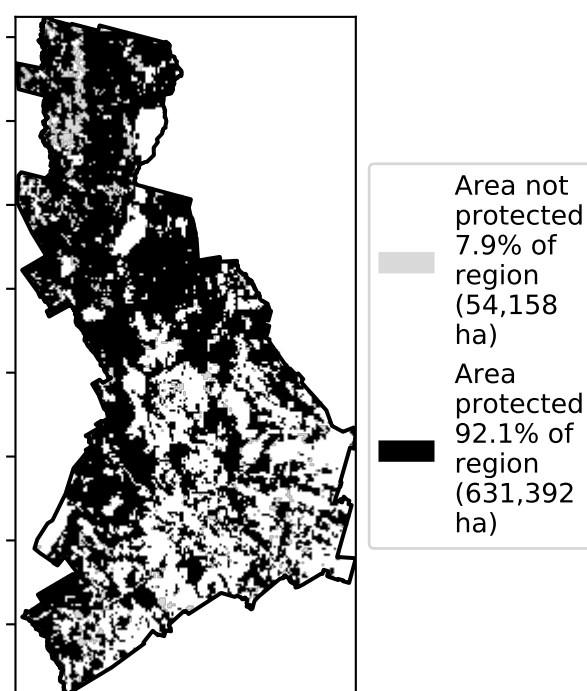 Area not
protected
7.9% of
region
(54,158
ha)
Area
protected
92.1% of
region
(631,392
ha)